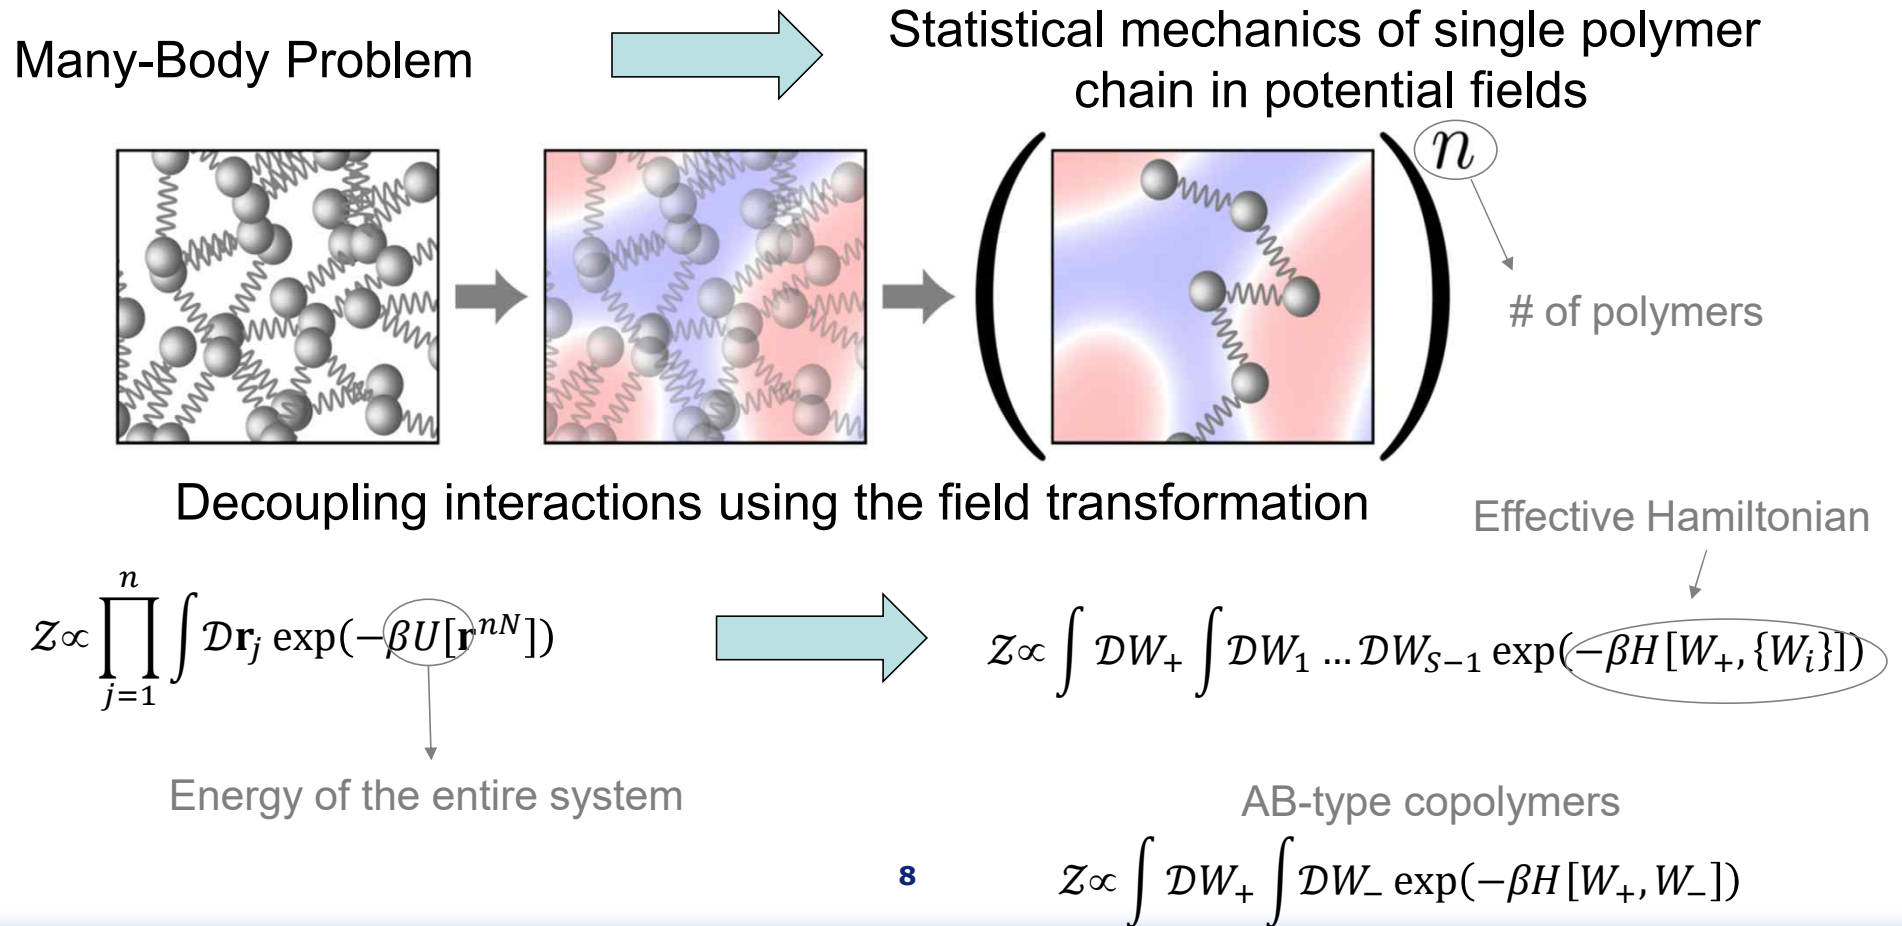 Many-Body Problem
Statistical mechanics of single polymer
chain in potential fields
n
# of polymers
Decoupling interactions using the field transformation
Effective Hamiltonian
𝒵∝ ∏_{j=1}^{n} ∫ 𝒟𝐫_j exp(−βU[𝐫^{nN}])
𝒵∝ ∫ 𝒟W_+ ∫ 𝒟W_1 … 𝒟W_{S−1} exp(−βH[W_+, {W_i}])
Energy of the entire system
AB-type copolymers
𝒵∝ ∫ 𝒟W_+ ∫ 𝒟W_− exp(−βH[W_+, W_−])
8